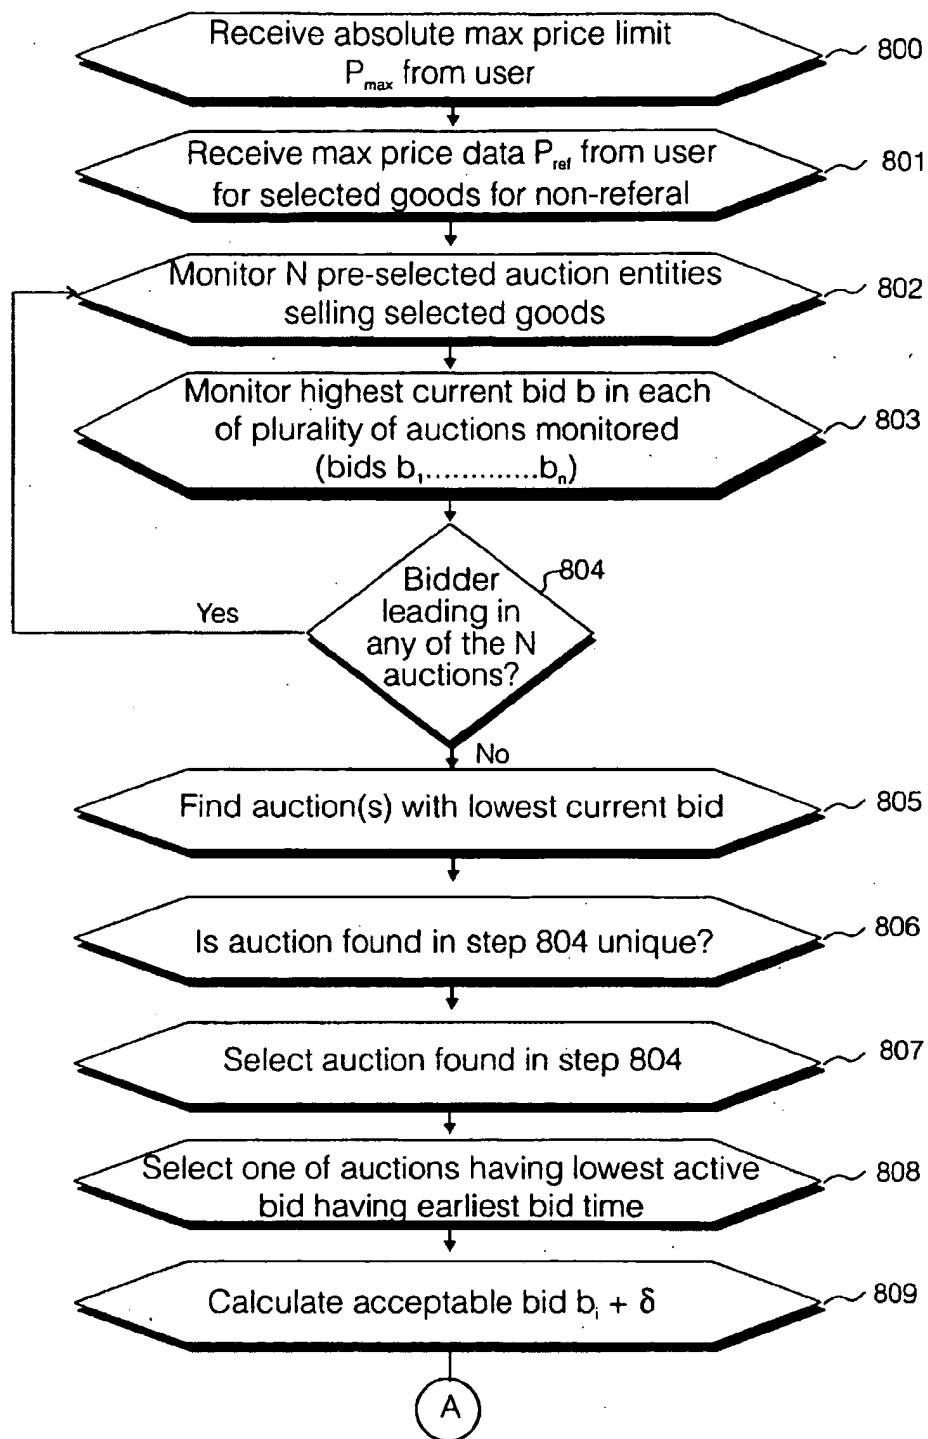 Receive absolute max price limit
Pmax from user
800
Receive max price data Pref from user
for selected goods for non-referal
801
Monitor N pre-selected auction entities
selling selected goods
802
Monitor highest current bid b in each
of plurality of auctions monitored
(bids b1.............bn)
803
Bidder
leading in
any of the N
auctions?
804
Yes
No
Find auction(s) with lowest current bid
805
Is auction found in step 804 unique?
806
Select auction found in step 804
807
Select one of auctions having lowest active
bid having earliest bid time
808
Calculate acceptable bid bi + δ
809
A